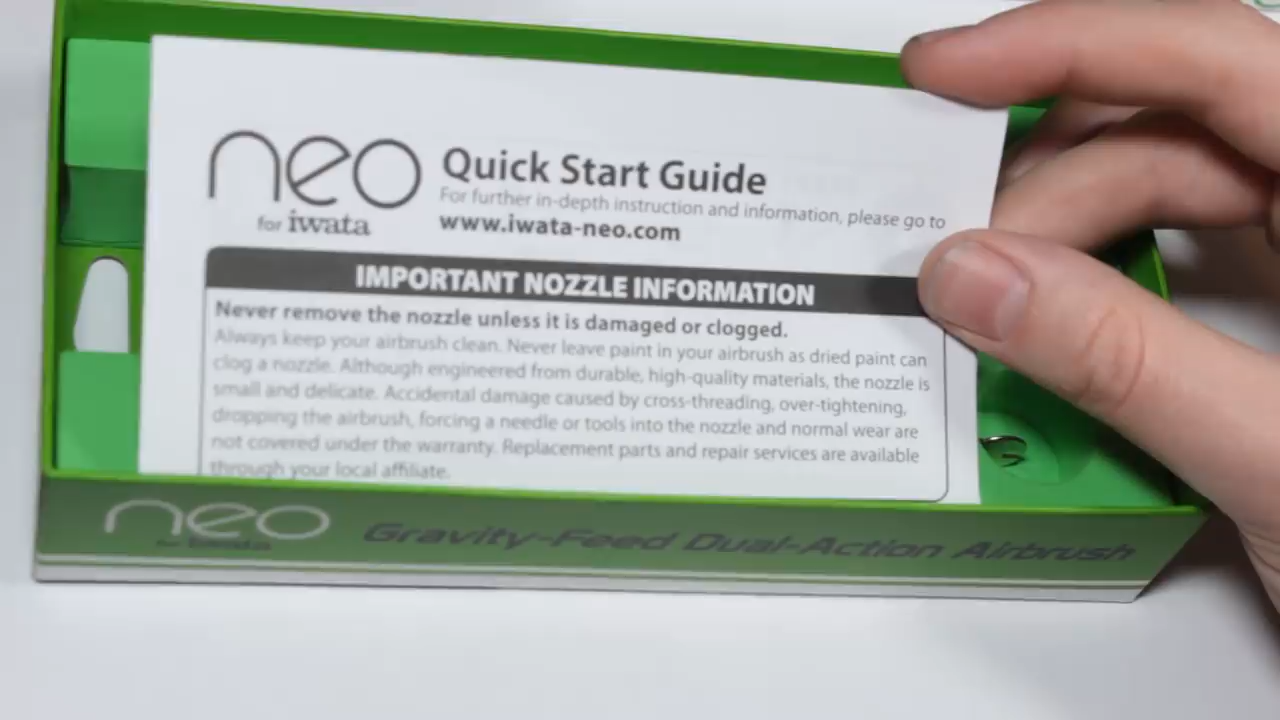 neo
for iwata
Quick Start Guide
For further in-depth instruction and information, please go to
www.iwata-neo.com
IMPORTANT NOZZLE INFORMATION
Never remove the nozzle unless it is damaged or clogged.
Always keep your airbrush clean. Never leave paint in your airbrush as dried paint can
clog a nozzle. Although engineered from durable, high-quality materials, the nozzle is
small and delicate. Accidental damage caused by cross-threading, over-tightening,
dropping the airbrush, forcing a needle or tools into the nozzle and normal wear are
not covered under the warranty. Replacement parts and repair services are available
through your local affiliate.
neo
for iwata
Gravity-Feed Dual-Action Airbrush